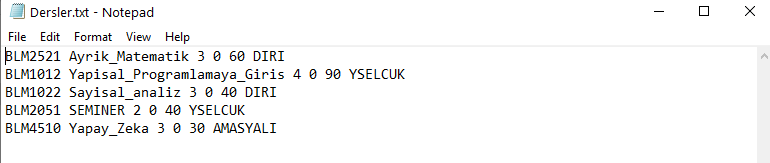 Dersler.txt - Notepad
File Edit Format View Help
BLM2521 Ayrik_Matematik 3 0 60 DIRI
BLM1012 Yapisal_Programlamaya_Giris 4 0 90 YSELCUK
BLM1022 Sayisal_analiz 3 0 40 DIRI
BLM2051 SEMINER 2 0 40 YSELCUK
BLM4510 Yapay_Zeka 3 0 30 AMASYALI